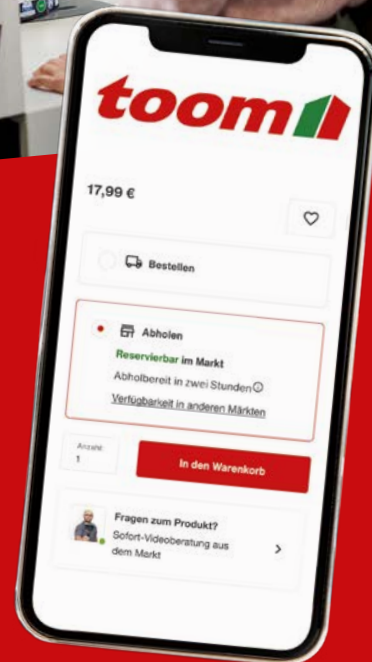 toom
17,99 €
Bestellen
Abholen
Reservierbar im Markt
Abholbereit in zwei Stunden
Verfügbarkeit in anderen Märkten
Anzahl
1
In den Warenkorb
Fragen zum Produkt?
Sofort-Videoberatung aus
dem Markt